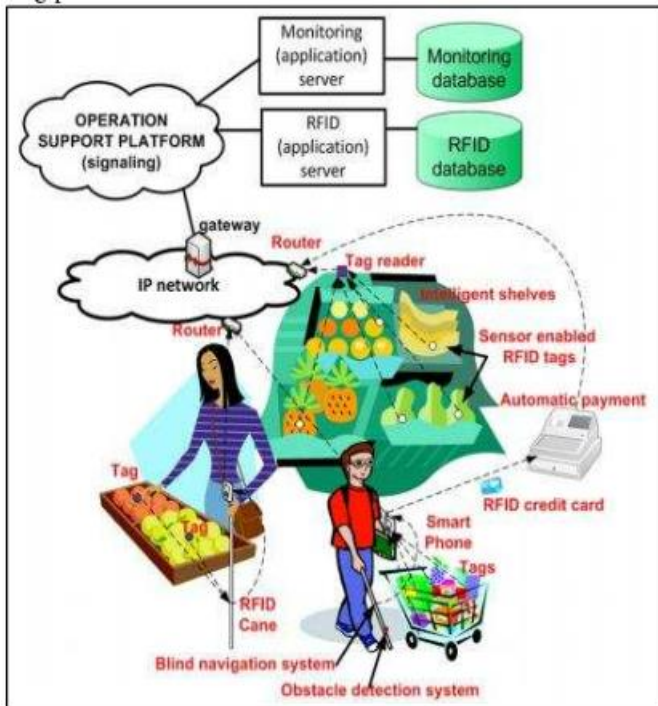 Monitoring
(application)
server
Monitoring
database
OPERATION
SUPPORT PLATFORM
(signaling)
RFID
(application)
server
RFID
database
gateway
Router
Tag reader
IP network
Intelligent shelves
Router
Sensor enabled
RFID tags
Automatic payment
Tag
Tag
RFID credit card
Smart
Phone
Tags
RFID
Cane
Blind navigation system
Obstacle detection system